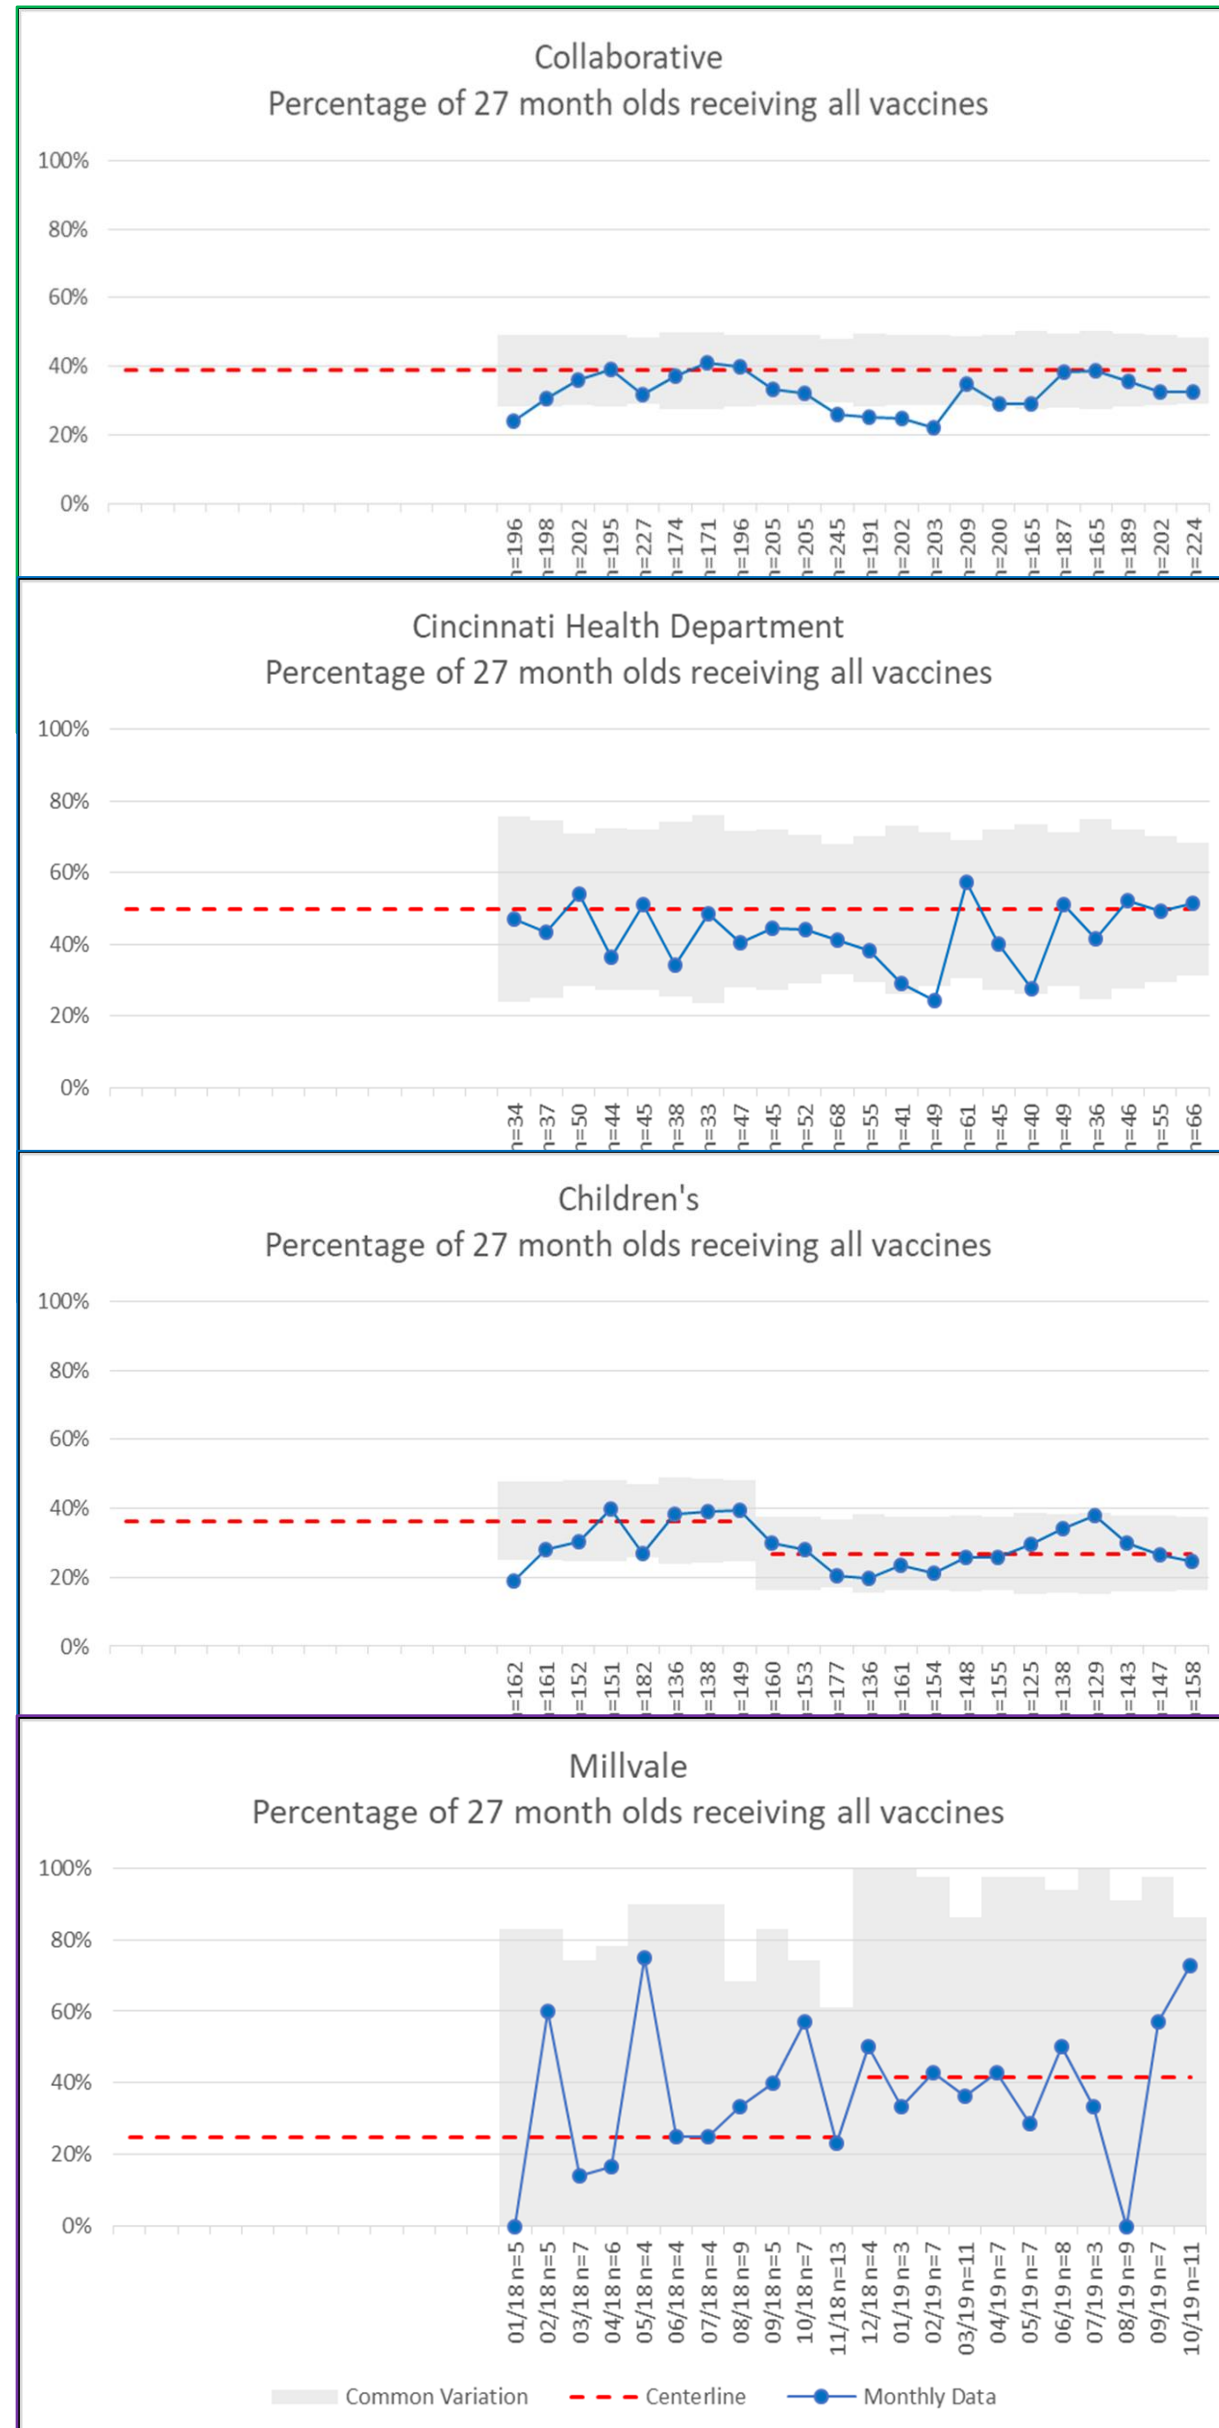 Collaborative
Percentage of 27 month olds receiving all vaccines
100%
80%
60%
40%
20%
0%
n=196
n=198
n=202
n=195
n=227
n=174
n=171
n=196
n=205
n=205
n=245
n=191
n=202
n=203
n=209
n=200
n=165
n=187
n=165
n=189
n=202
n=224
Cincinnati Health Department
Percentage of 27 month olds receiving all vaccines
100%
80%
60%
40%
20%
0%
n=34
n=37
n=50
n=44
n=45
n=38
n=33
n=47
n=45
n=52
n=68
n=55
n=41
n=49
n=61
n=45
n=40
n=49
n=36
n=46
n=55
n=66
Children's
Percentage of 27 month olds receiving all vaccines
100%
80%
60%
40%
20%
0%
n=162
n=161
n=152
n=151
n=182
n=136
n=138
n=149
n=160
n=153
n=177
n=136
n=161
n=154
n=148
n=155
n=125
n=138
n=129
n=143
n=147
n=158
Millvale
Percentage of 27 month olds receiving all vaccines
100%
80%
60%
40%
20%
0%
01/18 n=5
02/18 n=5
03/18 n=7
04/18 n=6
05/18 n=4
06/18 n=4
07/18 n=4
08/18 n=9
09/18 n=5
10/18 n=7
11/18 n=13
12/18 n=4
01/19 n=3
02/19 n=7
03/19 n=11
04/19 n=7
05/19 n=7
06/19 n=8
07/19 n=3
08/19 n=9
09/19 n=7
10/19 n=11
Common Variation
Centerline
Monthly Data